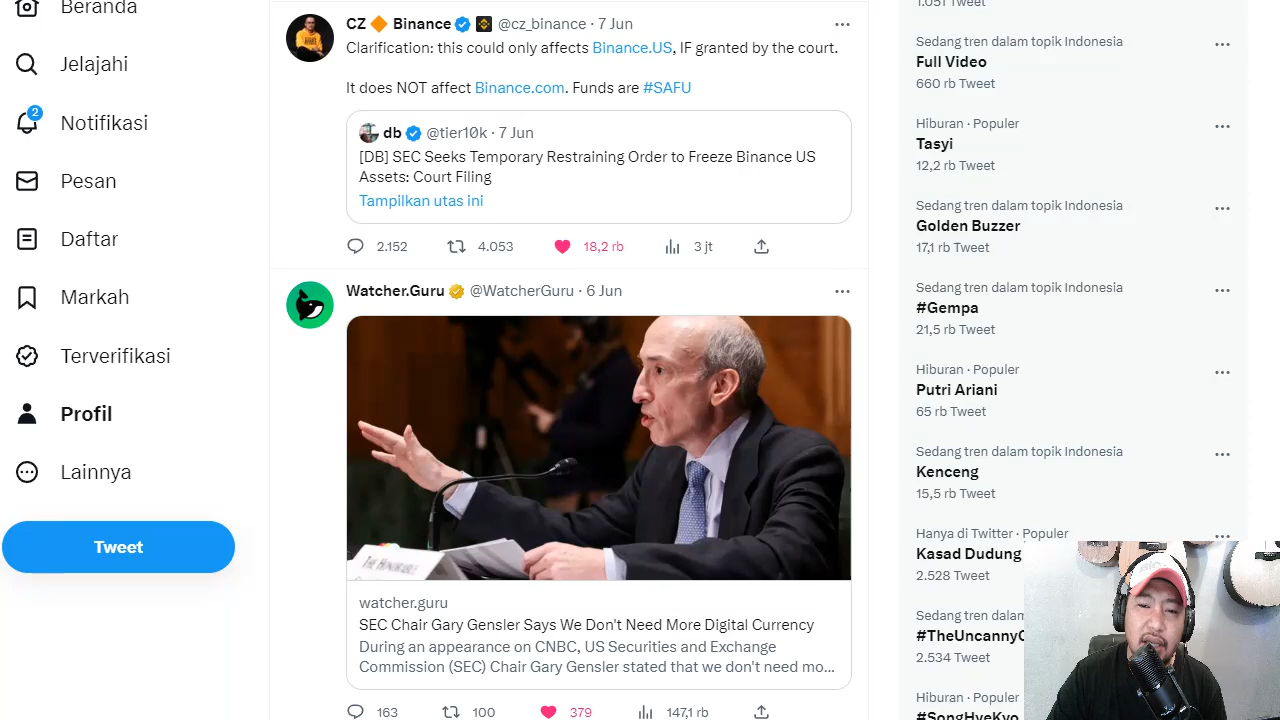 Beranda
Jelajahi
2
Notifikasi
Pesan
Daftar
Markah
Terverifikasi
Profil
Lainnya
Tweet
CZ 🔶 Binance @cz_binance · 7 Jun
Clarification: this could only affects Binance.US, IF granted by the court.
It does NOT affect Binance.com. Funds are #SAFU
db @tier10k · 7 Jun
[DB] SEC Seeks Temporary Restraining Order to Freeze Binance US
Assets: Court Filing
Tampilkan utas ini
2.152 4.053 18,2 rb 3 jt
Watcher.Guru @WatcherGuru · 6 Jun
watcher.guru
SEC Chair Gary Gensler Says We Don't Need More Digital Currency
During an appearance on CNBC, US Securities and Exchange
Commission (SEC) Chair Gary Gensler stated that we don't need mo...
163 100 379 147,1 rb
1.051 Tweet
Sedang tren dalam topik Indonesia
Full Video
660 rb Tweet
Hiburan · Populer
Tasyi
12,2 rb Tweet
Sedang tren dalam topik Indonesia
Golden Buzzer
17,1 rb Tweet
Sedang tren dalam topik Indonesia
#Gempa
21,5 rb Tweet
Hiburan · Populer
Putri Ariani
65 rb Tweet
Sedang tren dalam topik Indonesia
Kenceng
15,5 rb Tweet
Hanya di Twitter · Populer
Kasad Dudung
2.528 Tweet
Sedang tren dalam
#TheUncannyC
2.534 Tweet
Hiburan · Populer
#SongHyeKyo